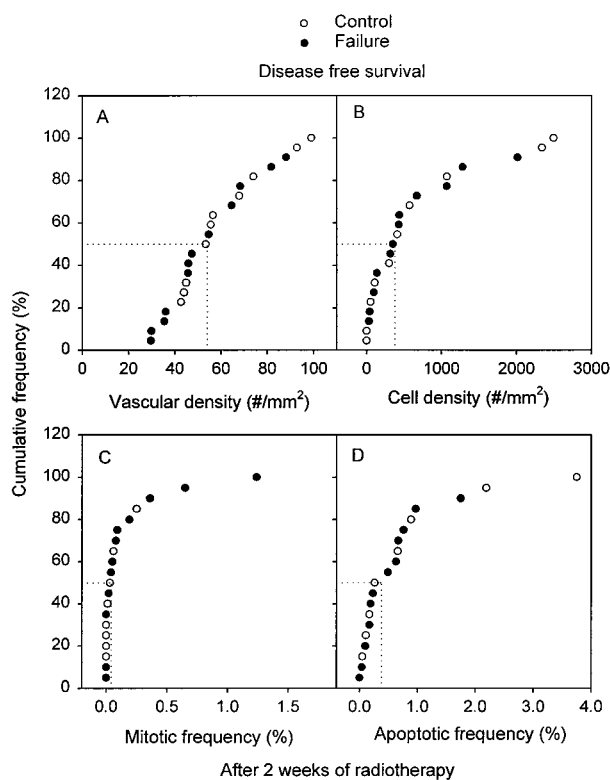 Control
Failure
Disease free survival
Cumulative frequency (%)
A
120
100
80
60
40
20
0
0 20 40 60 80 100
Vascular density (#/mm²)
B
0 1000 2000 3000
Cell density (#/mm²)
C
120
100
80
60
40
20
0
0.0 0.5 1.0 1.5
Mitotic frequency (%)
D
0.0 1.0 2.0 3.0 4.0
Apoptotic frequency (%)
After 2 weeks of radiotherapy